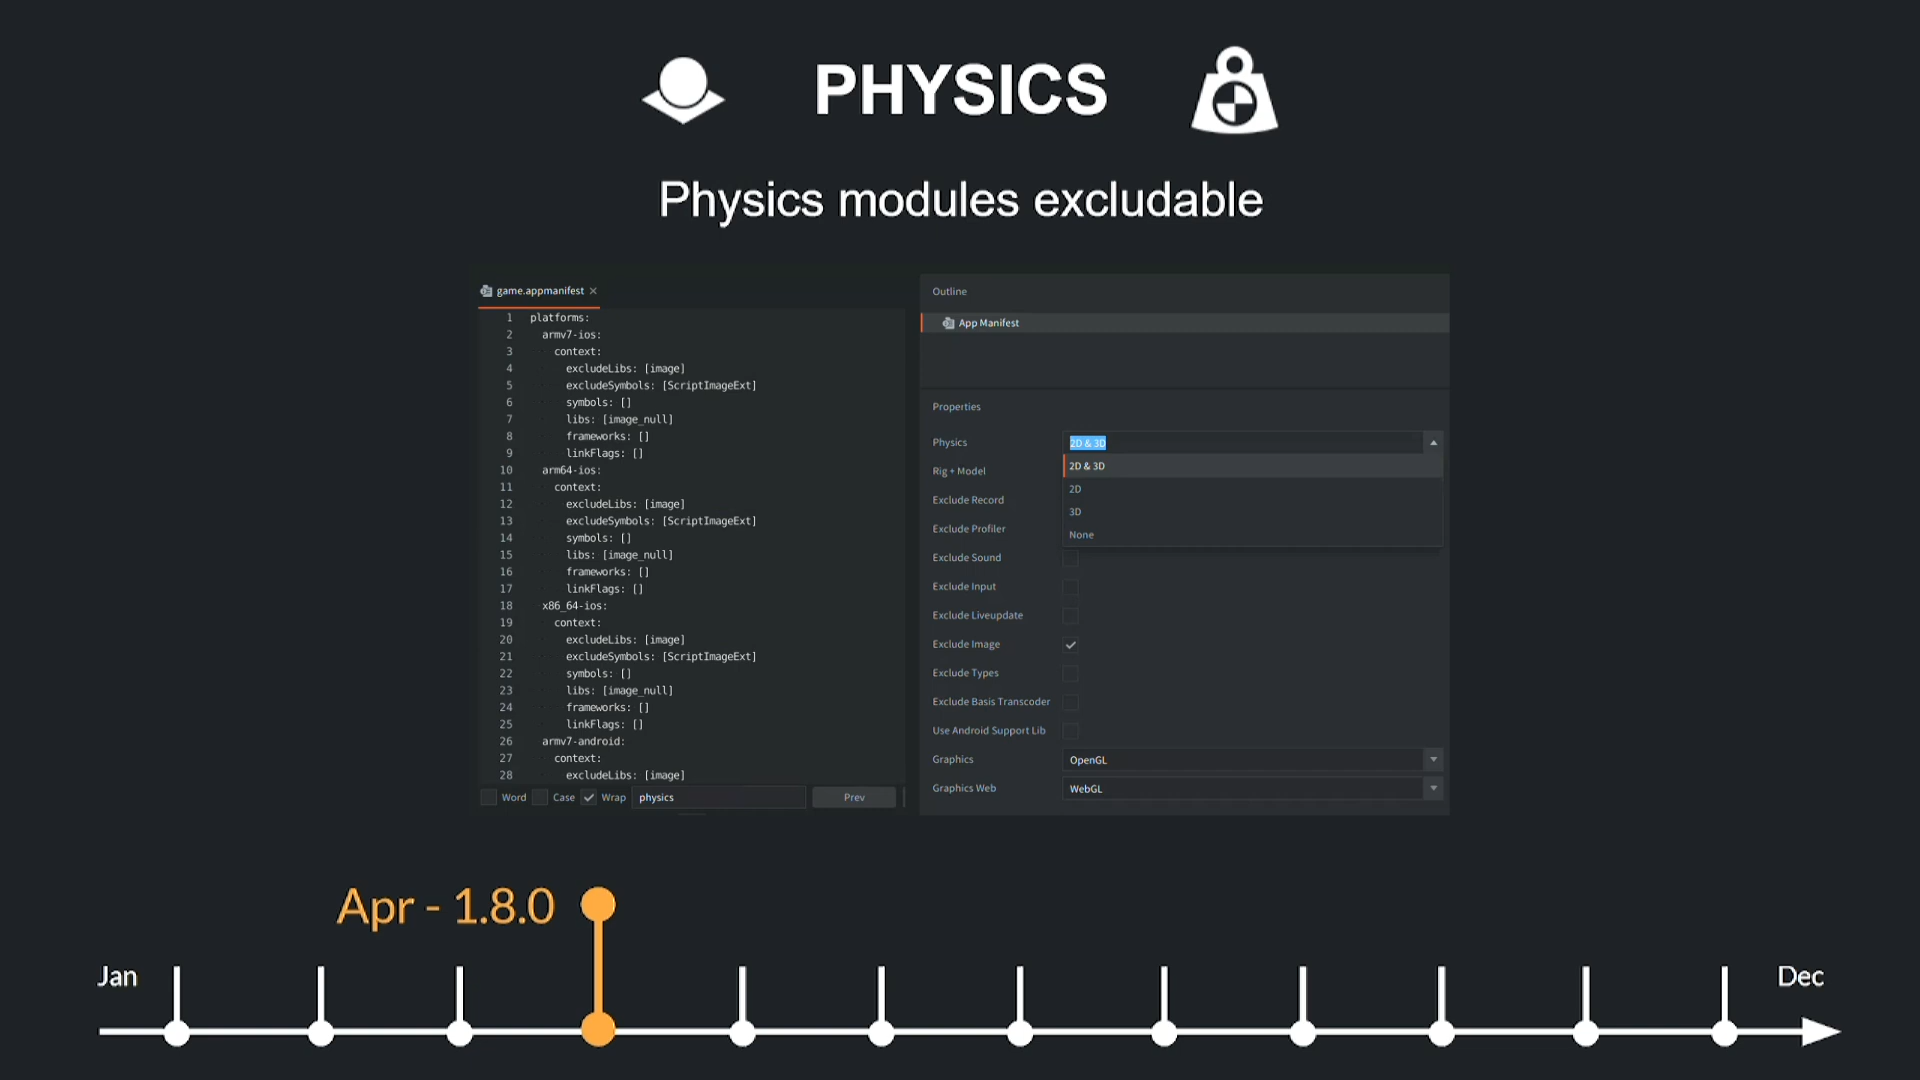 PHYSICS
Physics modules excludable
game.appmanifest
1 platforms:
2 armv7-ios:
3 context:
4 excludeLibs: [image]
5 excludeSymbols: [ScriptImageExt]
6 symbols: []
7 libs: [image_null]
8 frameworks: []
9 linkFlags: []
10 arm64-ios:
11 context:
12 excludeLibs: [image]
13 excludeSymbols: [ScriptImageExt]
14 symbols: []
15 libs: [image_null]
16 frameworks: []
17 linkFlags: []
18 x86_64-ios:
19 context:
20 excludeLibs: [image]
21 excludeSymbols: [ScriptImageExt]
22 symbols: []
23 libs: [image_null]
24 frameworks: []
25 linkFlags: []
26 armv7-android:
27 context:
28 excludeLibs: [image]
Word Case Wrap physics Prev
Outline
App Manifest
Properties
Physics 2D & 3D
2D & 3D
2D
3D
None
Rig + Model
Exclude Record
Exclude Profiler
Exclude Sound
Exclude Input
Exclude Liveupdate
Exclude Image
Exclude Types
Exclude Basis Transcoder
Use Android Support Lib
Graphics OpenGL
Graphics Web WebGL
Apr - 1.8.0
Jan
Dec